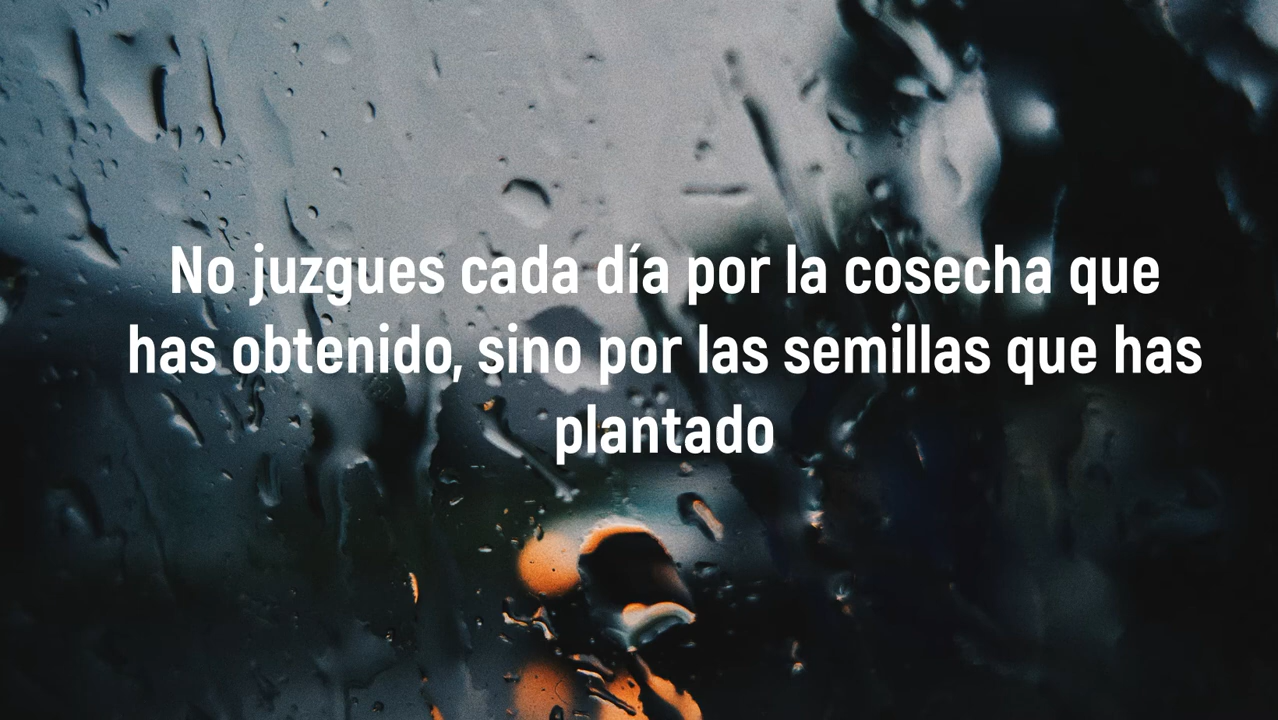 No juzgues cada día por la cosecha que
has obtenido, sino por las semillas que has
plantado